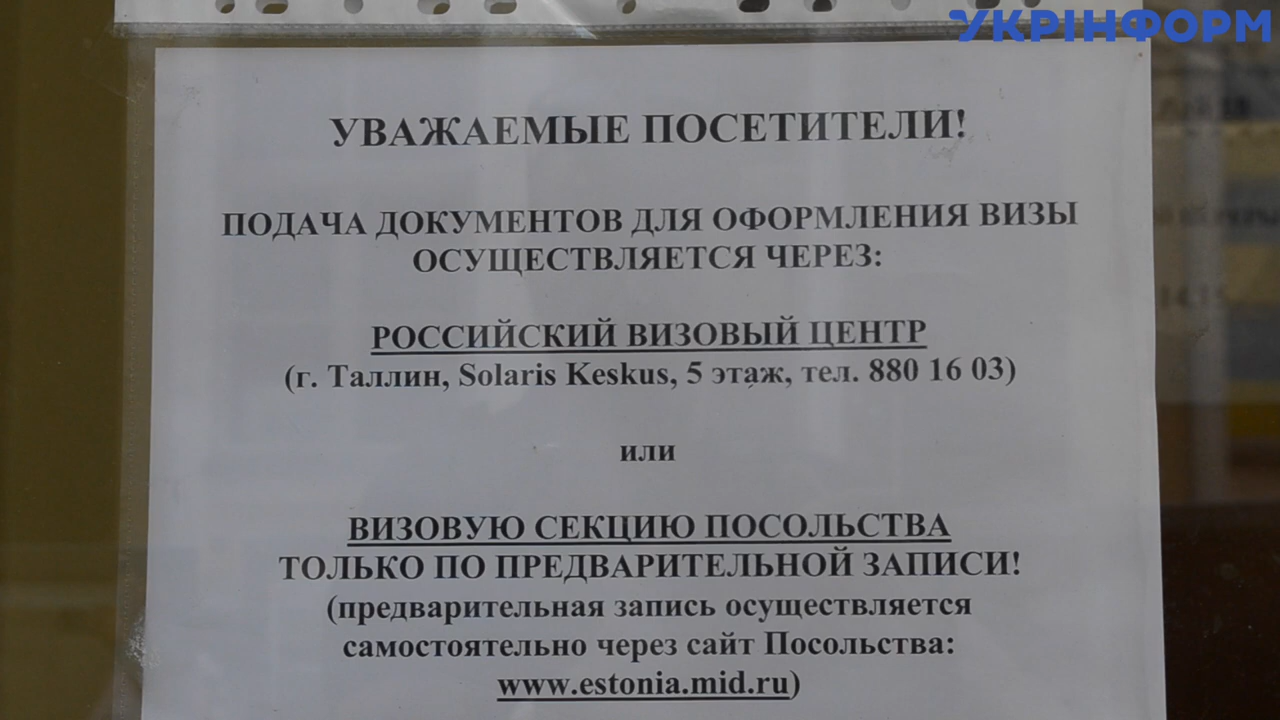 УКРІНФОРМ
УВАЖАЕМЫЕ ПОСЕТИТЕЛИ!
ПОДАЧА ДОКУМЕНТОВ ДЛЯ ОФОРМЛЕНИЯ ВИЗЫ
ОСУЩЕСТВЛЯЕТСЯ ЧЕРЕЗ:
РОССИЙСКИЙ ВИЗОВЫЙ ЦЕНТР
(г. Таллин, Solaris Keskus, 5 этаж, тел. 880 16 03)
или
ВИЗОВУЮ СЕКЦИЮ ПОСОЛЬСТВА
ТОЛЬКО ПО ПРЕДВАРИТЕЛЬНОЙ ЗАПИСИ!
(предварительная запись осуществляется
самостоятельно через сайт Посольства:
www.estonia.mid.ru)